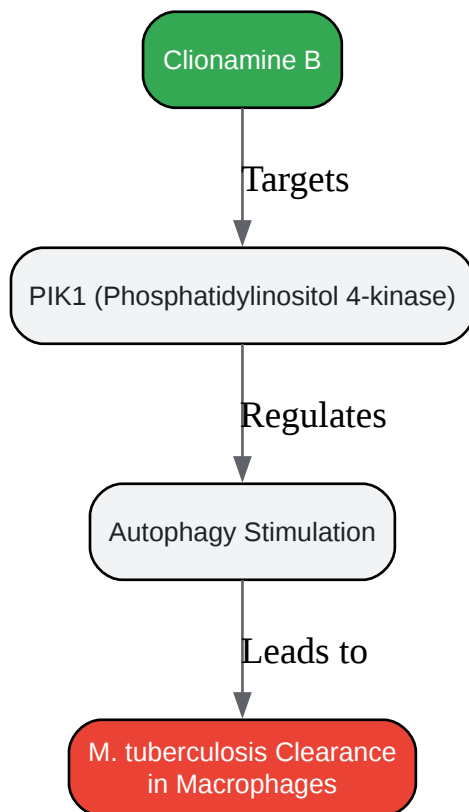 Clionamine B
Targets
PIK1 (Phosphatidylinositol 4-kinase)
Regulates
Autophagy Stimulation
Leads to
M. tuberculosis Clearance
in Macrophages